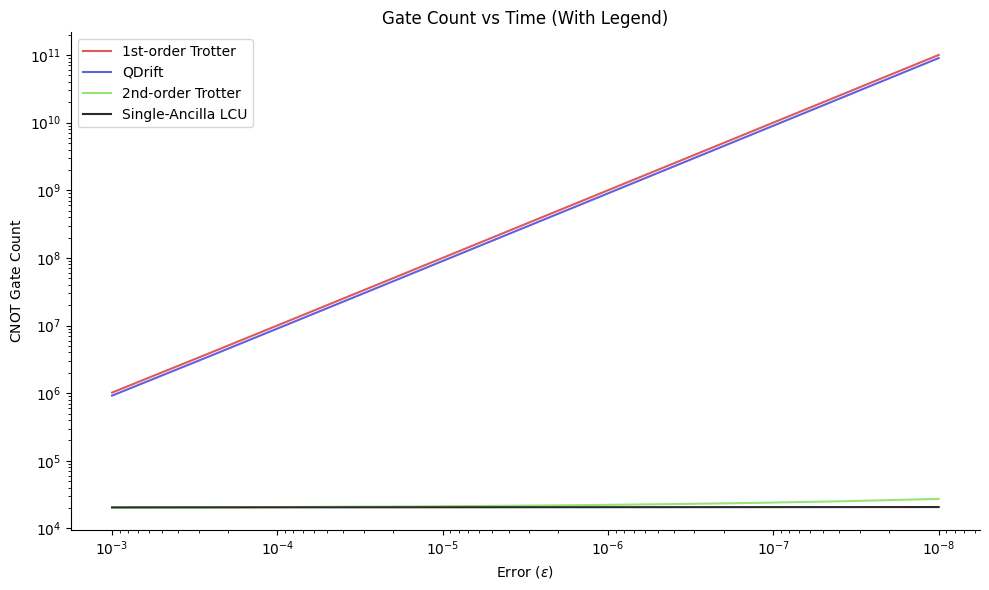 Gate Count vs Time (With Legend)
1st-order Trotter
QDrift
2nd-order Trotter
Single-Ancilla LCU
CNOT Gate Count
10¹¹
10¹⁰
10⁹
10⁸
10⁷
10⁶
10⁵
10⁴
10⁻³ 10⁻⁴ 10⁻⁵ 10⁻⁶ 10⁻⁷ 10⁻⁸
Error (ε)